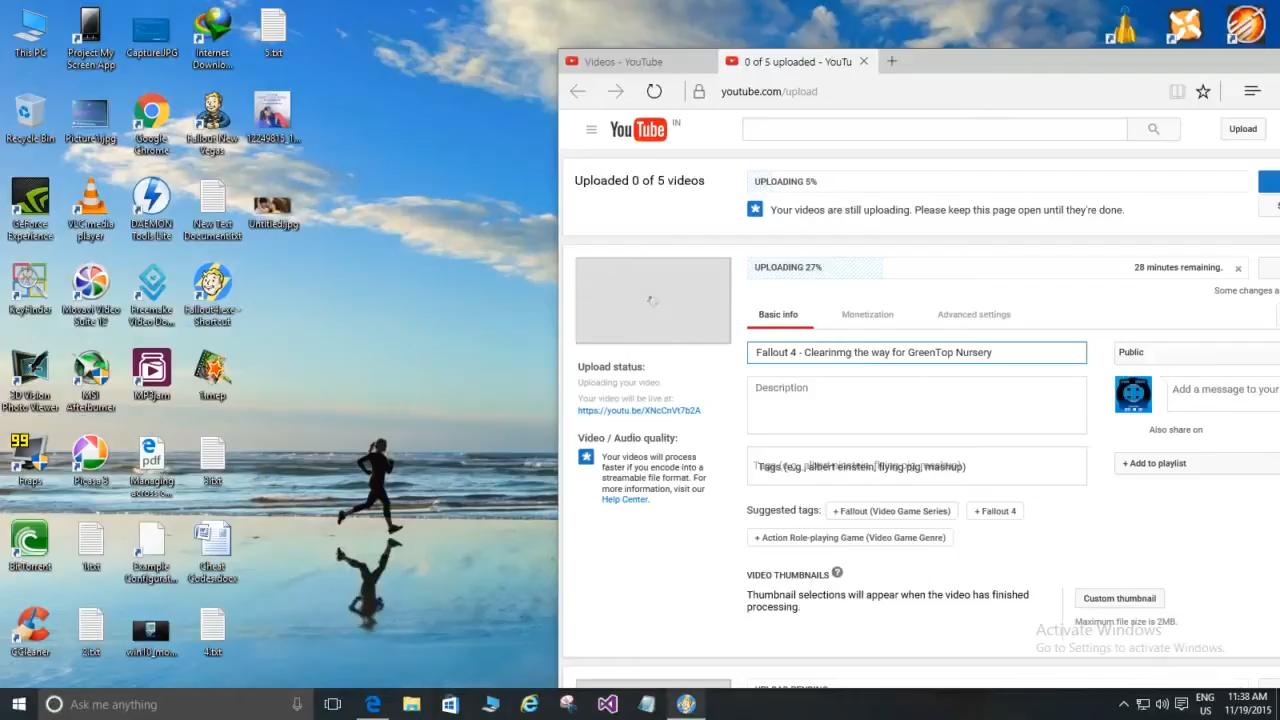 This PC
Project My
Screen App
Capture.JPG
Internet
Downlo...
5.txt
Recycle Bin
Picture1.jpg
Google
Chrome
Fallout New
Vegas
12249815_1...
GeForce
Experience
VLC media
player
DAEMON
Tools Lite
New Text
Document.txt
Untitled.jpg
KeyFinder
Movavi Video
Suite 15
Freemake
Video Do...
Fallout4.exe -
Shortcut
3D Vision
Photo Viewer
MSI
Afterburner
MP3jam
1.mep
99
Fraps
Picasa 3
pdf
Managing
across c...
3.txt
BitTorrent
1.txt
Example
Configurat...
Cheat
Codes.docx
CCleaner
2.txt
win10_mo...
4.txt
Videos - YouTube
0 of 5 uploaded - YouTu
youtube.com/upload
YouTube IN
Upload
Uploaded 0 of 5 videos
UPLOADING 5%
Your videos are still uploading. Please keep this page open until they're done.
UPLOADING 27%
28 minutes remaining.
Some changes a
Basic info
Monetization
Advanced settings
Fallout 4 - Clearinmg the way for GreenTop Nursery
Public
Description
Add a message to your
Also share on
Tags (e.g., albert einstein, flying pig, mashup)
+ Add to playlist
Upload status:
Uploading your video.
Your video will be live at:
https://youtu.be/XNcCnVt7b2A
Video / Audio quality:
Your videos will process
faster if you encode into a
streamable file format. For
more information, visit our
Help Center.
Suggested tags:
+ Fallout (Video Game Series)
+ Fallout 4
+ Action Role-playing Game (Video Game Genre)
VIDEO THUMBNAILS
Thumbnail selections will appear when the video has finished
processing.
Custom thumbnail
Maximum file size is 2MB.
Activate Windows
Go to Settings to activate Windows.
UPLOAD PENDING
Ask me anything
ENG
US
11:38 AM
11/19/2015